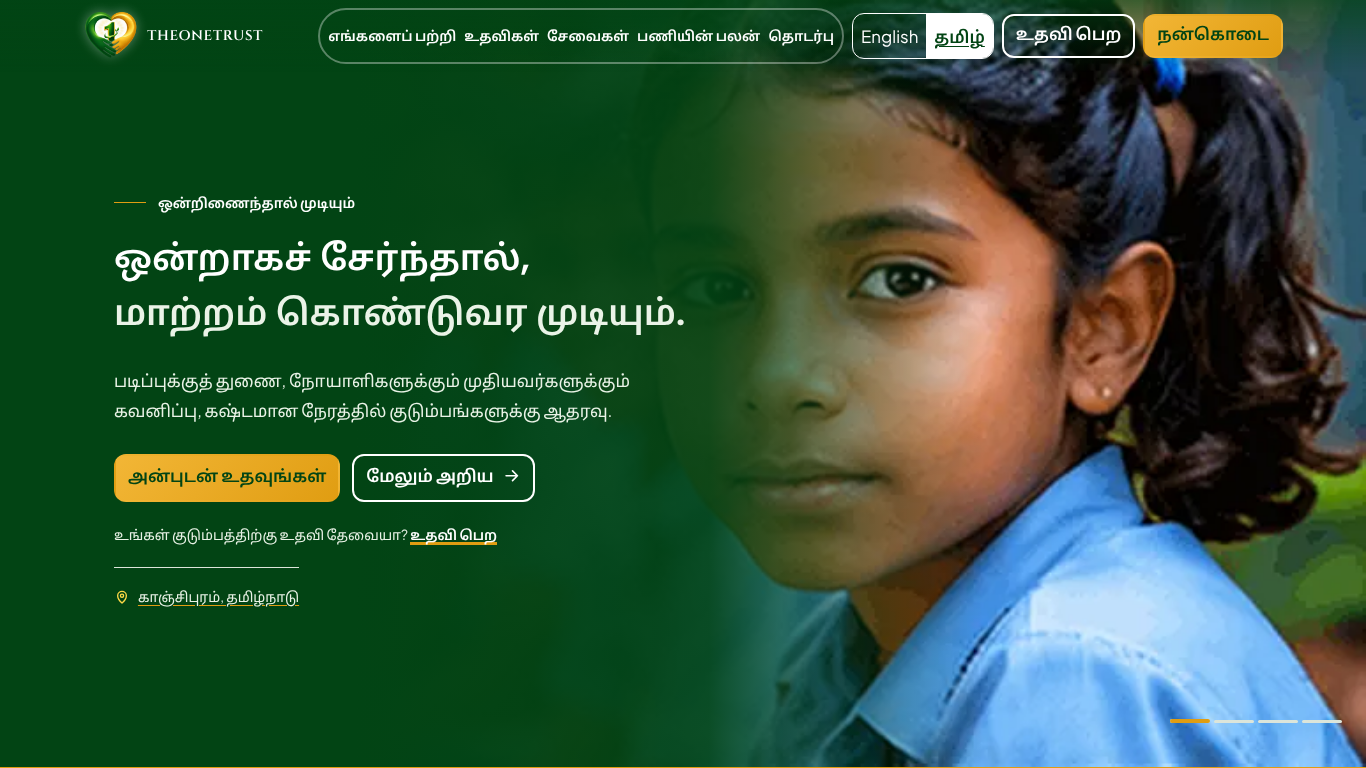 THEONETRUST
எங்களைப் பற்றி உதவிகள் சேவைகள் பணியின் பலன் தொடர்பு
English தமிழ்
உதவி பெற
நன்கொடை
ஒன்றிணைந்தால் முடியும்
ஒன்றாகச் சேர்ந்தால்,
மாற்றம் கொண்டுவர முடியும்.
படிப்புக்குத் துணை, நோயாளிகளுக்கும் முதியவர்களுக்கும்
கவனிப்பு, கஷ்டமான நேரத்தில் குடும்பங்களுக்கு ஆதரவு.
அன்புடன் உதவுங்கள்
மேலும் அறிய →
உங்கள் குடும்பத்திற்கு உதவி தேவையா? உதவி பெற
காஞ்சிபுரம், தமிழ்நாடு